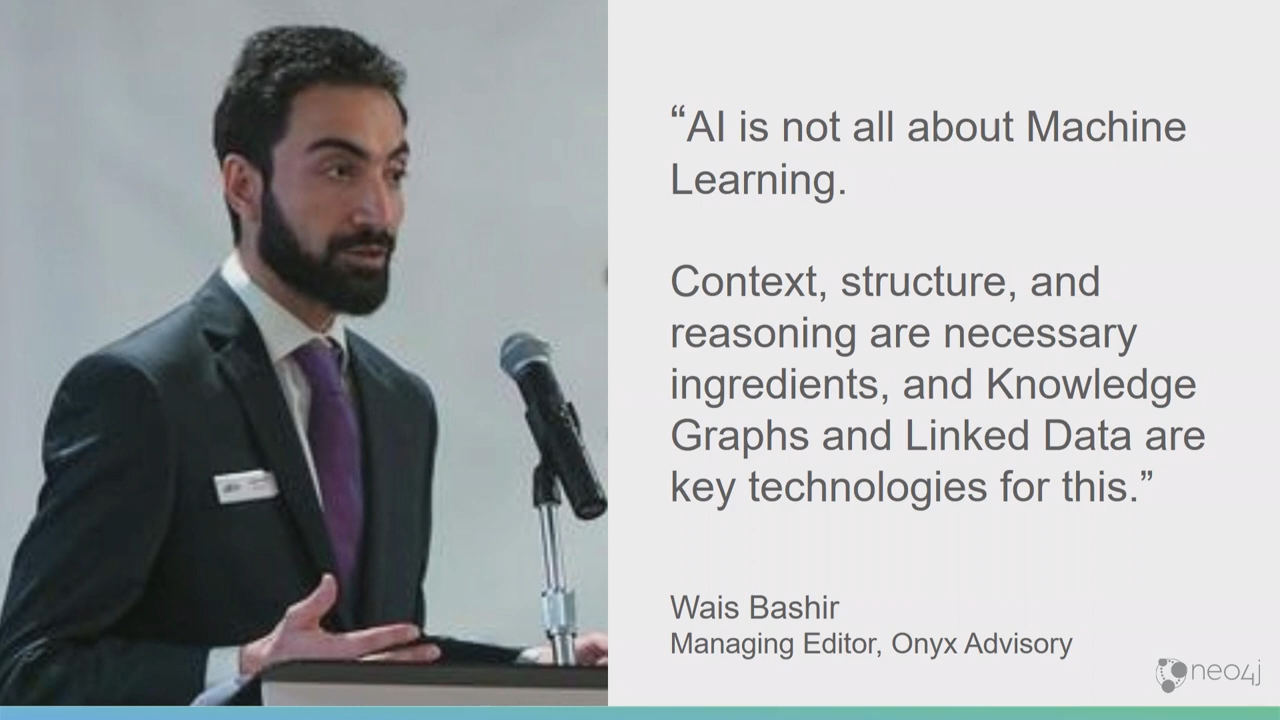 “AI is not all about Machine
Learning.
Context, structure, and
reasoning are necessary
ingredients, and Knowledge
Graphs and Linked Data are
key technologies for this.”
Wais Bashir
Managing Editor, Onyx Advisory
neo4j